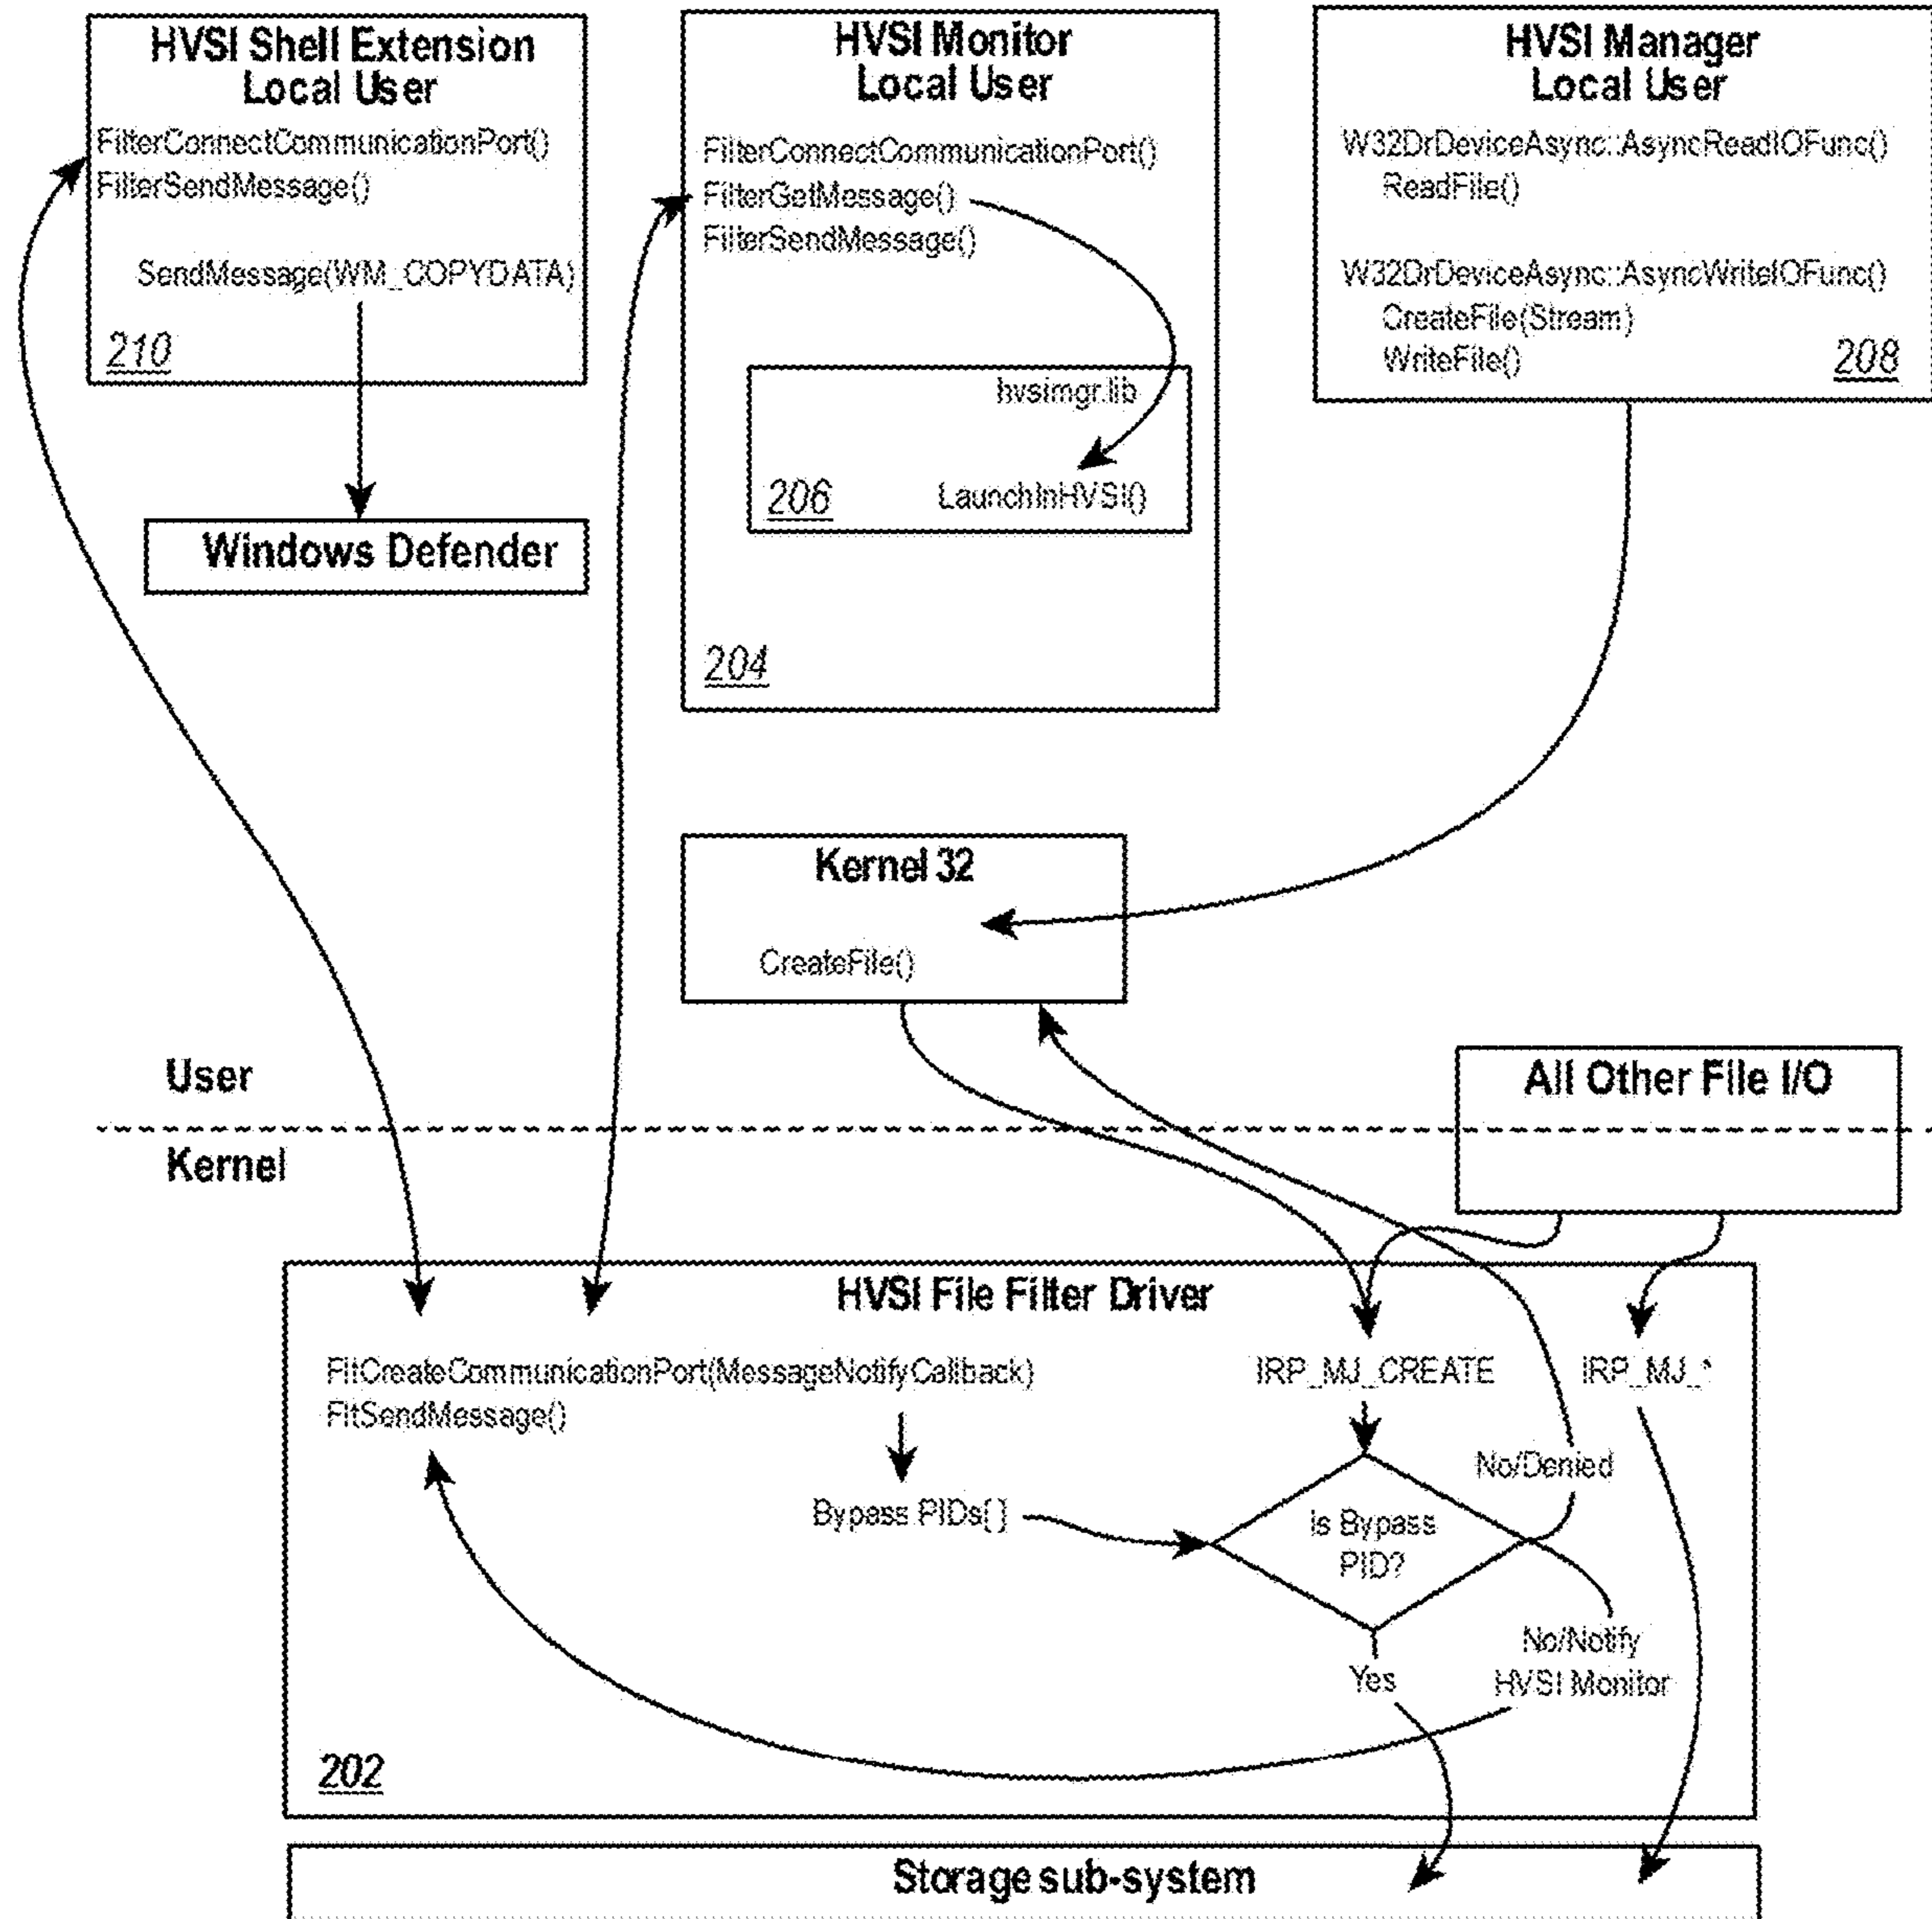 HVSI Shell Extension
Local User
FilterConnectCommunicationPort()
FilterSendMessage()
SendMessage(WM_COPYDATA)
210
Windows Defender
HVSI Monitor
Local User
FilterConnectCommunicationPort()
FilterGetMessage()
FilterSendMessage()
hvsimgr.lib
206
LaunchInHVSI()
204
HVSI Manager
Local User
W32DrDeviceAsync::AsyncReadIOFunc()
ReadFile()
W32DrDeviceAsync::AsyncWriteIOFunc()
CreateFile(Stream)
WriteFile()
208
Kernel 32
CreateFile()
User
Kernel
All Other File I/O
HVSI File Filter Driver
FltCreateCommunicationPort(MessageNotifyCallback)
FltSendMessage()
IRP_MJ_CREATE
IRP_MJ_*
Bypass PIDs[ ]
Is Bypass
PID?
No/Denied
Yes
No/Notify
HVSI Monitor
202
Storage sub-system